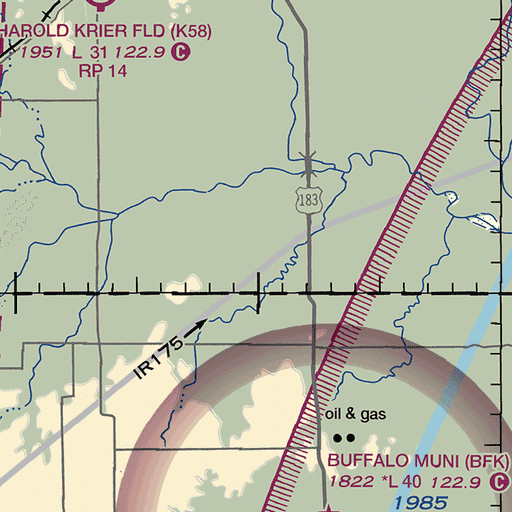 HAROLD KRIER FLD (K58)
1951 L 31 122.9 C
RP 14
183
IR175
oil & gas
BUFFALO MUNI (BFK)
1822 *L 40 122.9 C
1985